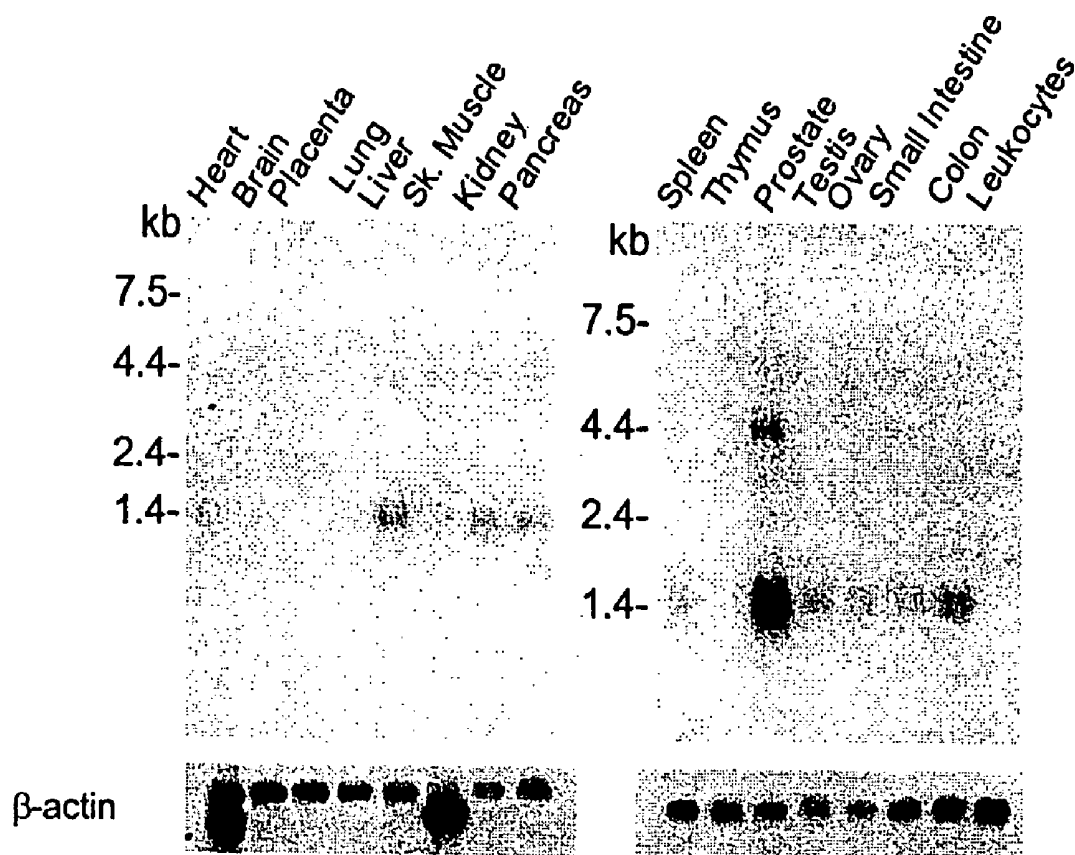 Heart
Brain
Placenta
Lung
Liver
Sk. Muscle
Kidney
Pancreas
kb
7.5-
4.4-
2.4-
1.4-
Spleen
Thymus
Prostate
Testis
Ovary
Small Intestine
Colon
Leukocytes
kb
7.5-
4.4-
2.4-
1.4-
β-actin